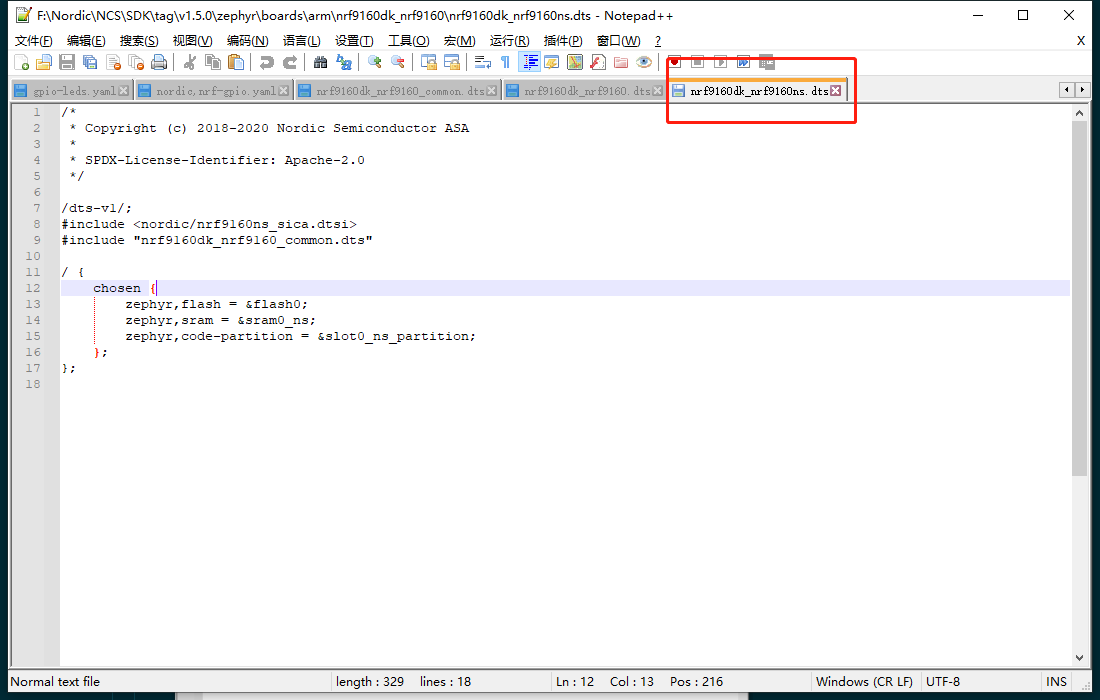 F:\Nordic\NCS\SDK\tag\v1.5.0\zephyr\boards\arm\nrf9160dk_nrf9160\nrf9160dk_nrf9160ns.dts - Notepad++
文件(F) 编辑(E) 搜索(S) 视图(V) 编码(N) 语言(L) 设置(T) 工具(O) 宏(M) 运行(R) 插件(P) 窗口(W) ? X
gpio-leds.yaml nordic,nrf-gpio.yaml nrf9160dk_nrf9160_common.dts nrf9160dk_nrf9160.dts nrf9160dk_nrf9160ns.dts
1 /*
2 * Copyright (c) 2018-2020 Nordic Semiconductor ASA
3 *
4 * SPDX-License-Identifier: Apache-2.0
5 */
6
7 /dts-v1/;
8 #include <nordic/nrf9160ns_sica.dtsi>
9 #include "nrf9160dk_nrf9160_common.dts"
10
11 / {
12 chosen {
13 zephyr,flash = &flash0;
14 zephyr,sram = &sram0_ns;
15 zephyr,code-partition = &slot0_ns_partition;
16 };
17 };
18
Normal text file length : 329 lines : 18 Ln : 12 Col : 13 Pos : 216 Windows (CR LF) UTF-8 INS